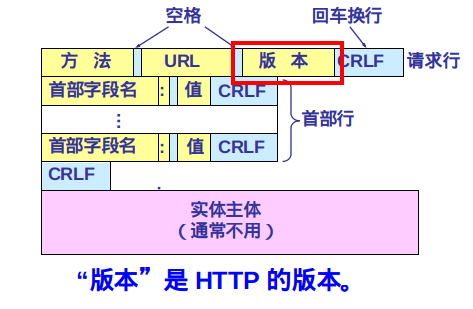 空格 回车换行
方 法 URL 版 本 CRLF 请求行
首部字段名 : 值 CRLF
⋮ 首部行
首部字段名 : 值 CRLF
CRLF
实体主体
（通常不用）
“版本”是 HTTP 的版本。